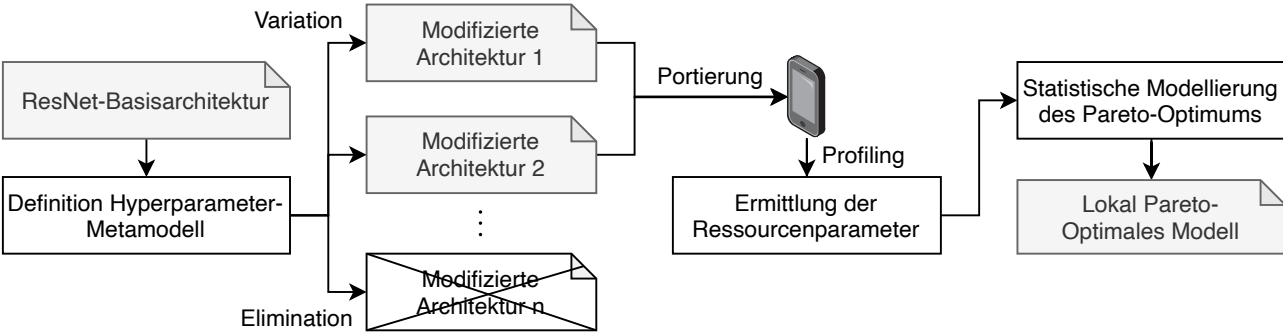 ResNet-Basisarchitektur
Definition Hyperparameter-
Metamodell
Variation
Modifizierte
Architektur 1
Modifizierte
Architektur 2
⋮
Modifizierte
Architektur n
Elimination
Portierung
Profiling
Ermittlung der
Ressourcenparameter
Statistische Modellierung
des Pareto-Optimums
Lokal Pareto-
Optimales Modell